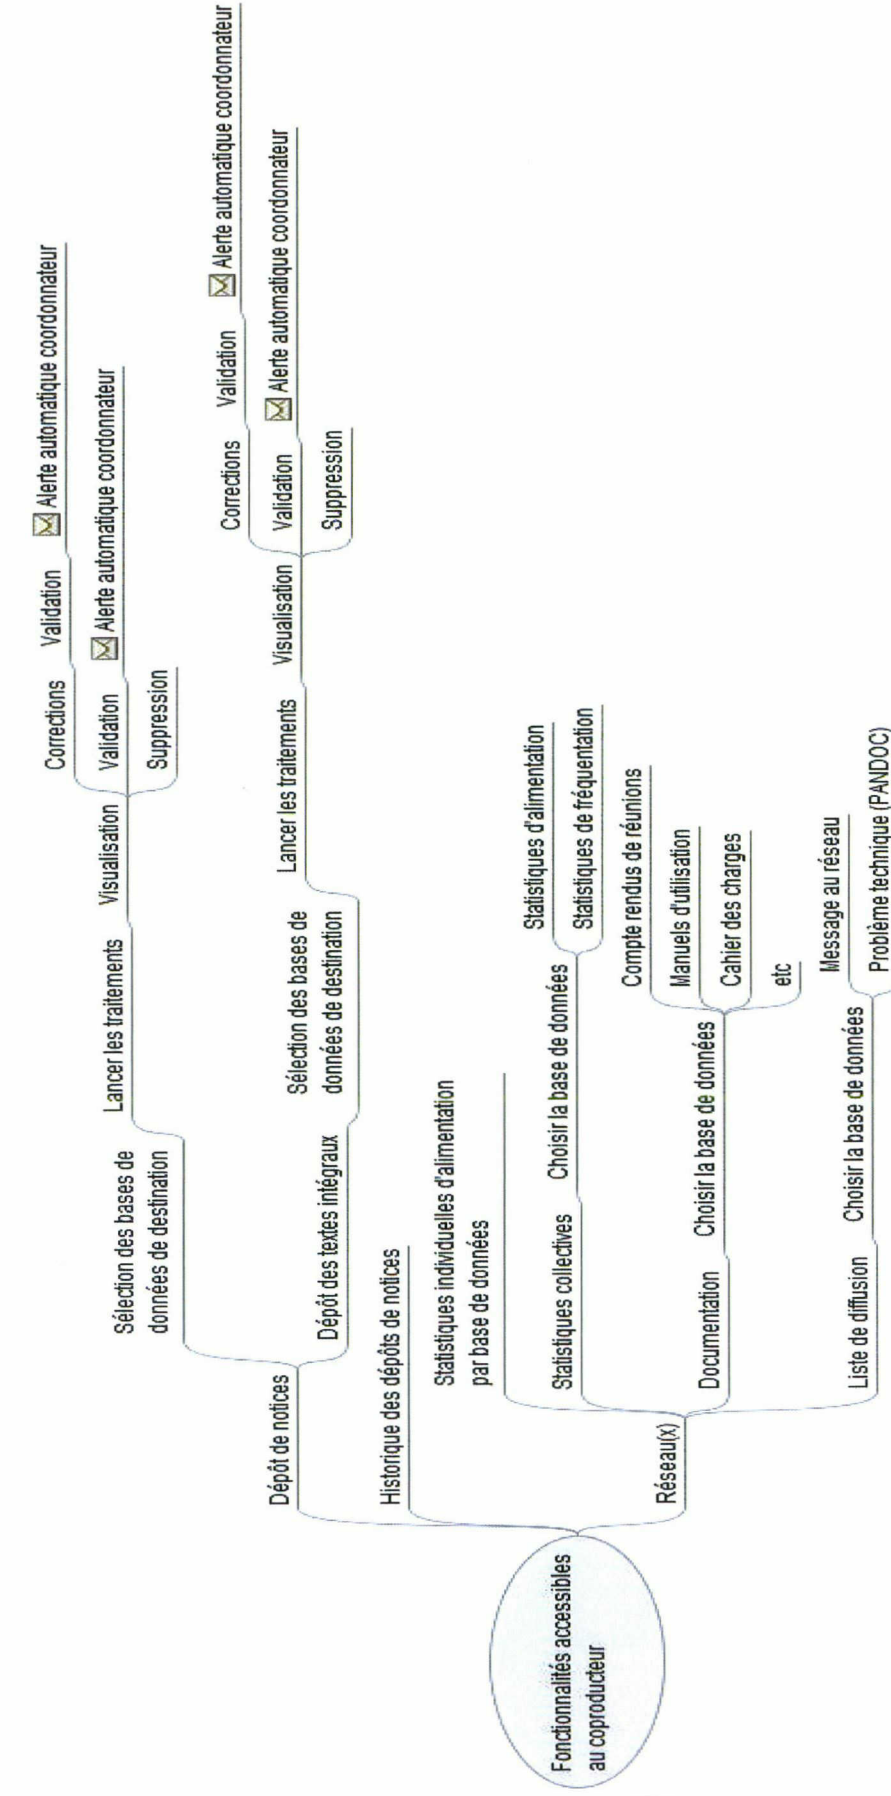 Fonctionnalités accessibles
au coproducteur
Dépôt de notices
Sélection des bases de
données de destination
Lancer les traitements
Visualisation
Corrections
Validation
Alerte automatique coordonnateur
Validation
Alerte automatique coordonnateur
Suppression
Dépôt des textes intégraux
Sélection des bases de
données de destination
Lancer les traitements
Visualisation
Corrections
Validation
Alerte automatique coordonnateur
Validation
Alerte automatique coordonnateur
Suppression
Historique des dépôts de notices
Réseau(x)
Statistiques individuelles d'alimentation
par base de données
Statistiques collectives
Choisir la base de données
Statistiques d'alimentation
Statistiques de fréquentation
Documentation
Choisir la base de données
Compte rendus de réunions
Manuels d'utilisation
Cahier des charges
etc
Liste de diffusion
Choisir la base de données
Message au réseau
Problème technique (PANDOC)